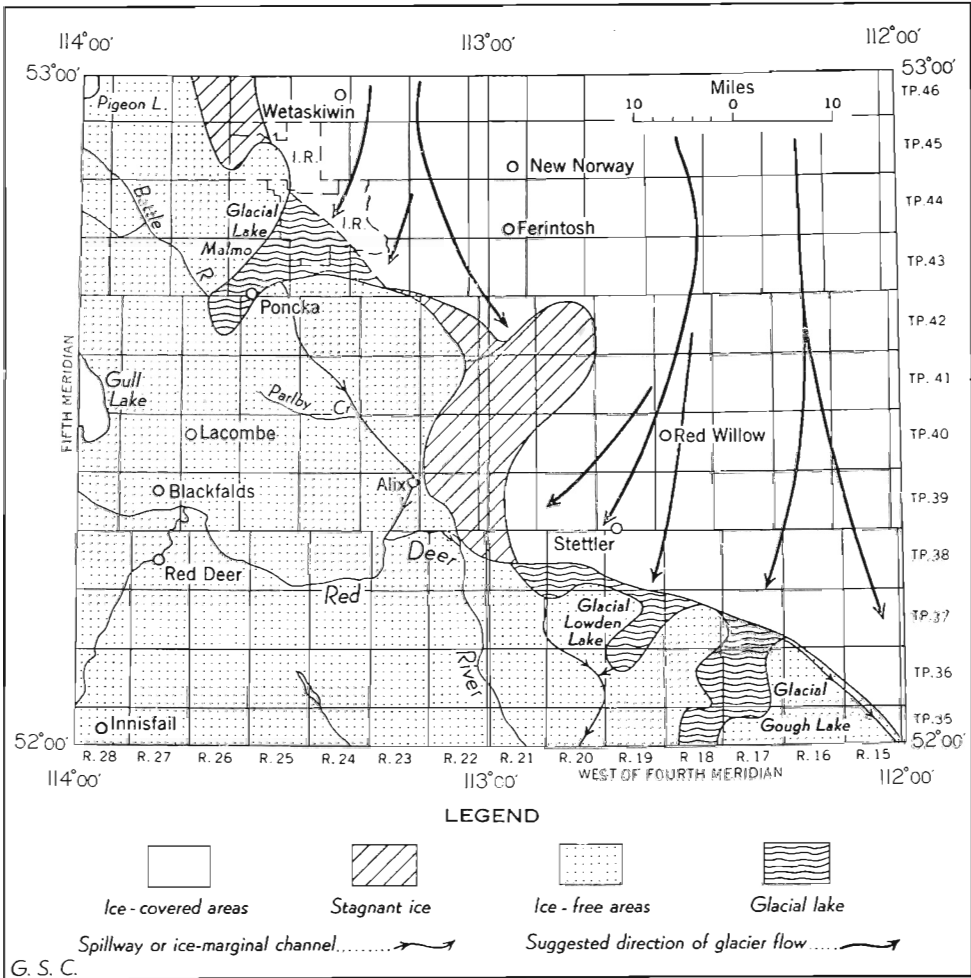 114°00′ 113°00′ 112°00′
53°00′ 53°00′
Pigeon L.
Wetaskiwin
Miles
10 0 10
TP.46
I.R.
New Norway
TP.45
Battle
R.
Glacial
Lake
Malmo
I.R.
Ferintosh
TP.44
TP.43
Poncka
TP.42
FIFTH MERIDIAN
Gull
Lake
Parlby
Cr.
TP.41
Lacombe
Red Willow
TP.40
Blackfalds
Alix
TP.39
Stettler
Red Deer
Deer
TP.38
Red
River
Glacial
Lowden
Lake
TP.37
TP.36
Glacial
Gough Lake
Innisfail
TP.35
52°00′ 52°00′
R. 28 R. 27 R. 26 R. 25 R. 24 R. 23 R. 22 R. 21 R. 20 R. 19 R 18 R. 17 R. 16 R. 15
114°00′ 113°00′ WEST OF FOURTH MERIDIAN 112°00′
LEGEND
Ice-covered areas Stagnant ice Ice-free areas Glacial lake
Spillway or ice-marginal channel......... Suggested direction of glacier flow .....
G. S. C.